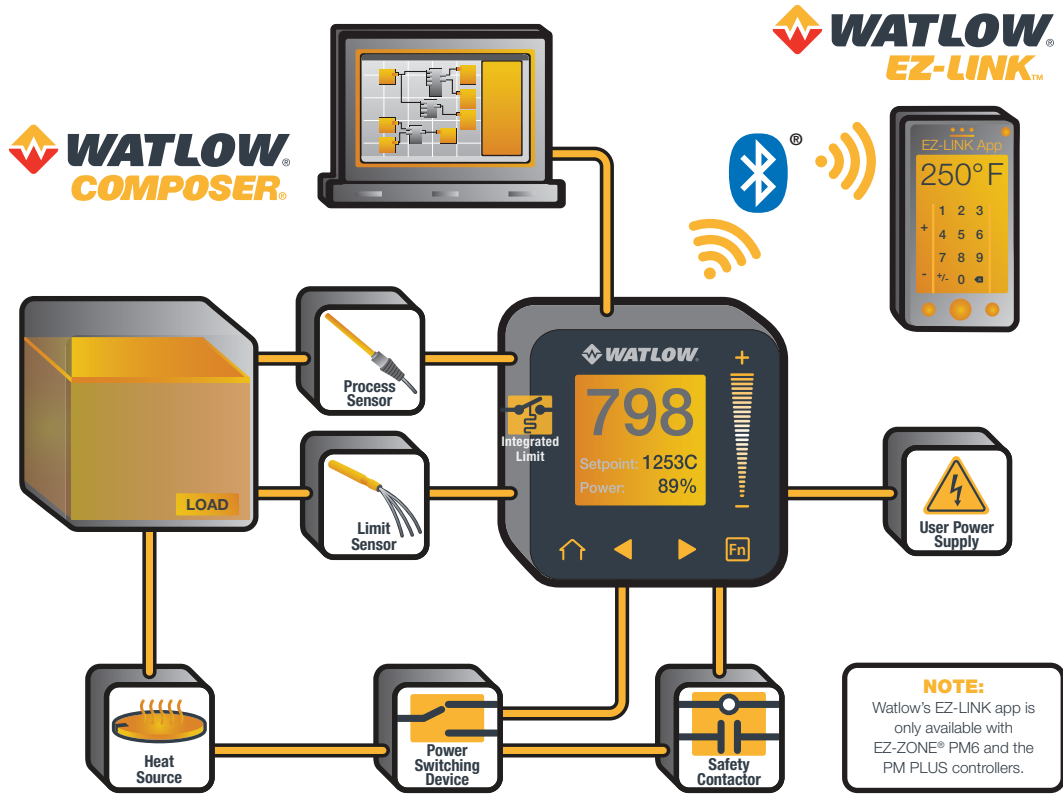 WATLOW®
EZ-LINK™
WATLOW®
COMPOSER®
®
EZ-LINK App
250°F
1 2 3
+
4 5 6
7 8 9
- +/- 0
Process
Sensor
WATLOW®
+
798
Integrated
Limit
Setpoint: 1253C
Power: 89%
−
Fn
LOAD
Limit
Sensor
User Power
Supply
Heat
Source
Power
Switching
Device
Safety
Contactor
NOTE:
Watlow's EZ-LINK app is
only available with
EZ-ZONE® PM6 and the
PM PLUS controllers.